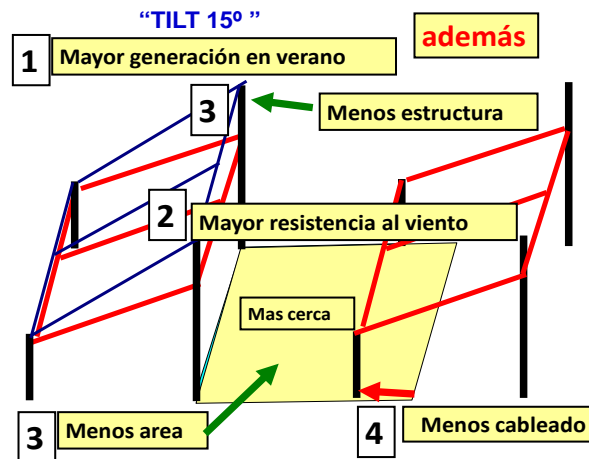 “TILT 15º ”
además
1 Mayor generación en verano
3 Menos estructura
2 Mayor resistencia al viento
Mas cerca
3 Menos area
4 Menos cableado